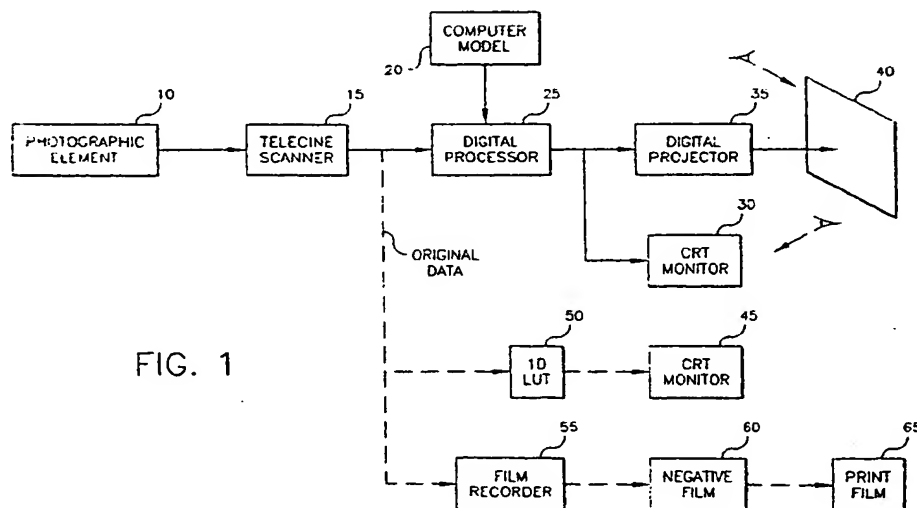 COMPUTER
MODEL
20
10
15
25
35
40
PHOTOGRAPHIC
ELEMENT
TELECINE
SCANNER
DIGITAL
PROCESSOR
DIGITAL
PROJECTOR
30
CRT
MONITOR
ORIGINAL
DATA
50
45
1D
LUT
CRT
MONITOR
FIG. 1
55
60
65
FILM
RECORDER
NEGATIVE
FILM
PRINT
FILM